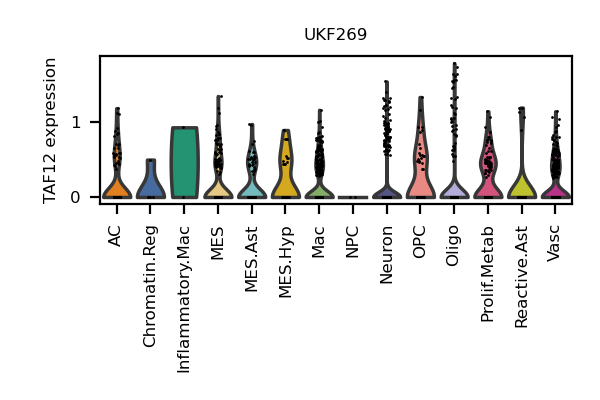 UKF269
TAF12 expression
1
0
AC
Chromatin.Reg
Inflammatory.Mac
MES
MES.Ast
MES.Hyp
Mac
NPC
Neuron
OPC
Oligo
Prolif.Metab
Reactive.Ast
Vasc